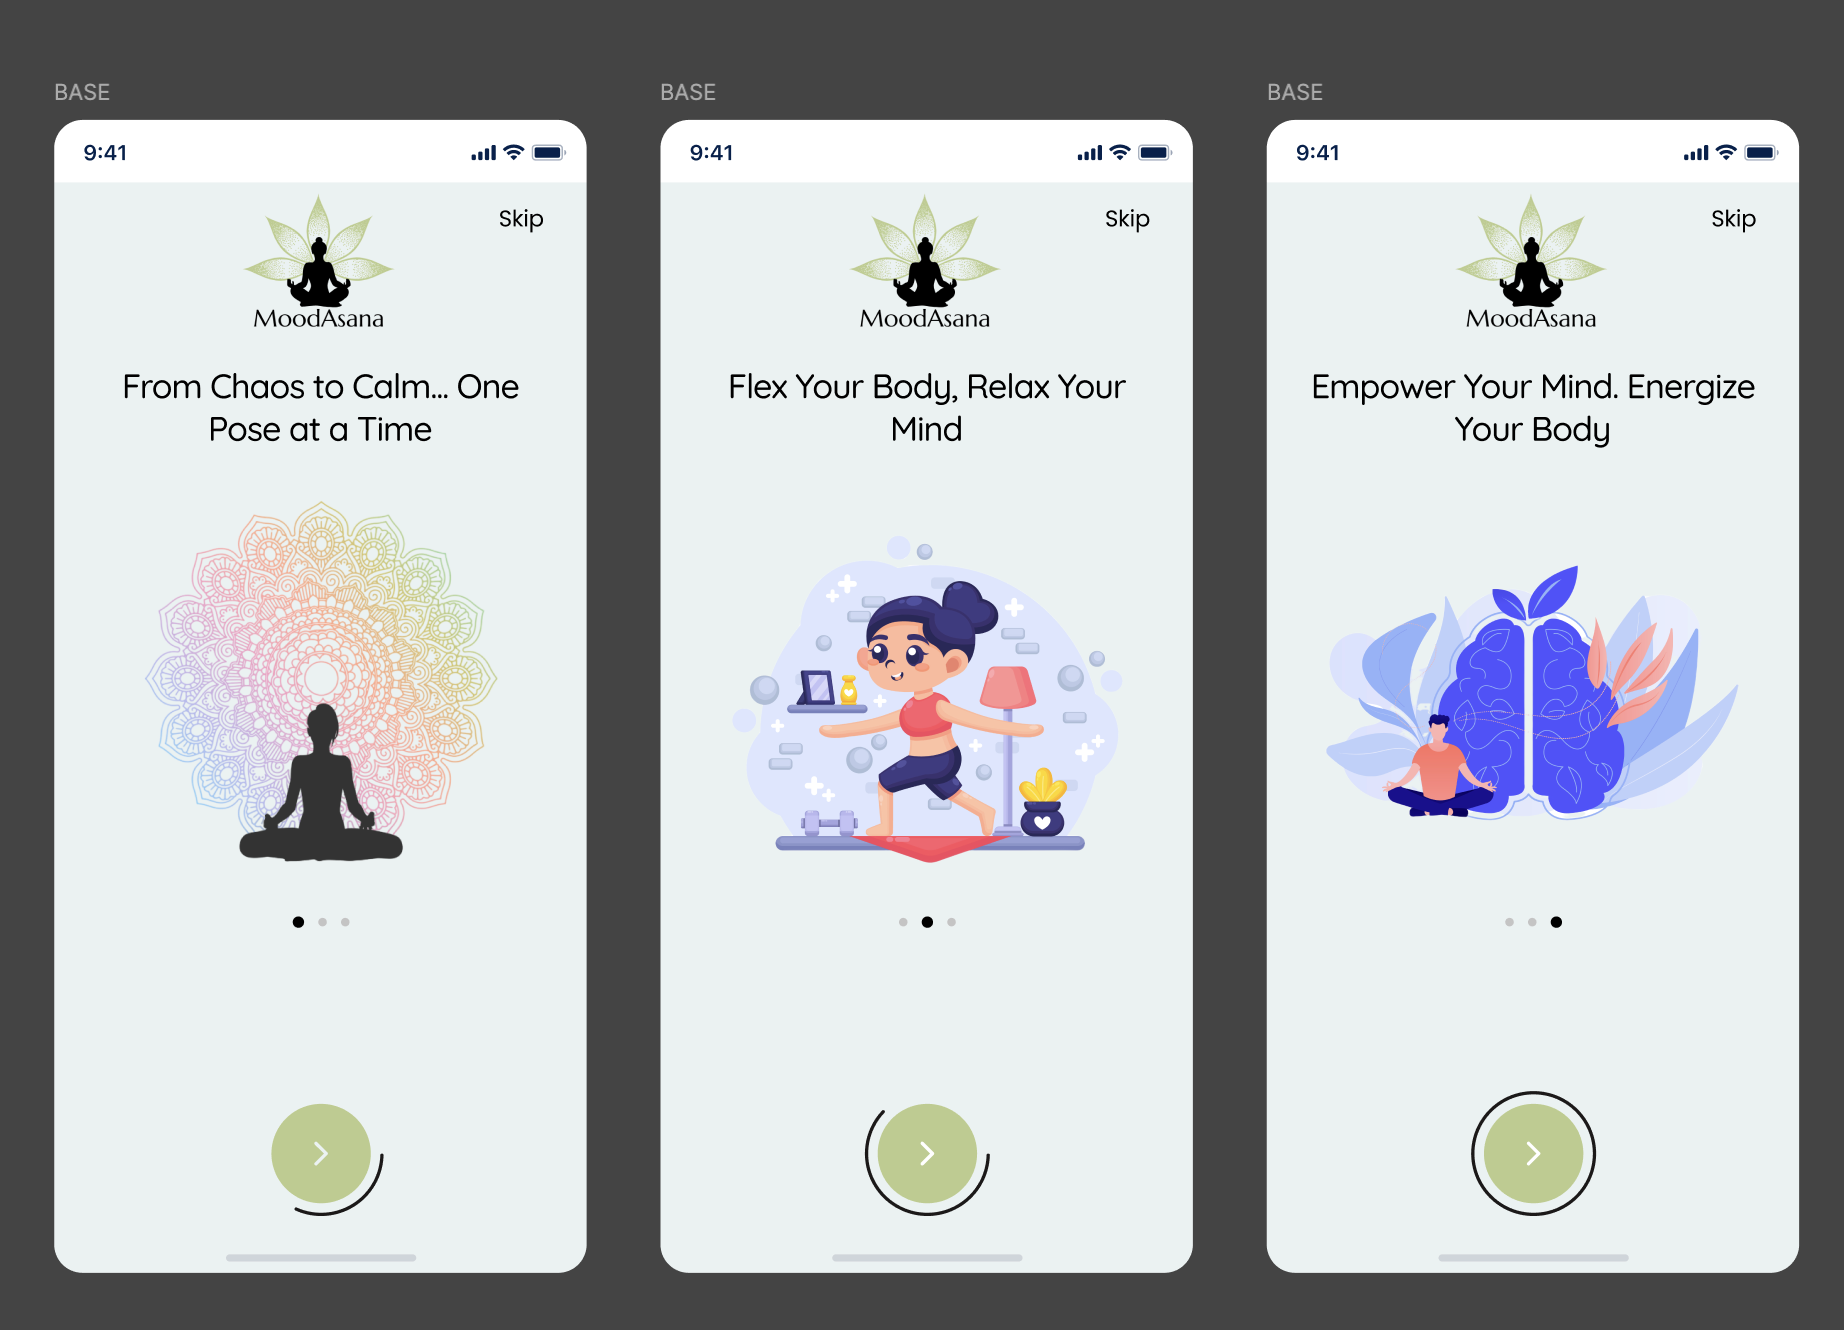 BASE
9:41
Skip
MoodAsana
From Chaos to Calm... One
Pose at a Time
BASE
9:41
Skip
MoodAsana
Flex Your Body, Relax Your
Mind
BASE
9:41
Skip
MoodAsana
Empower Your Mind. Energize
Your Body